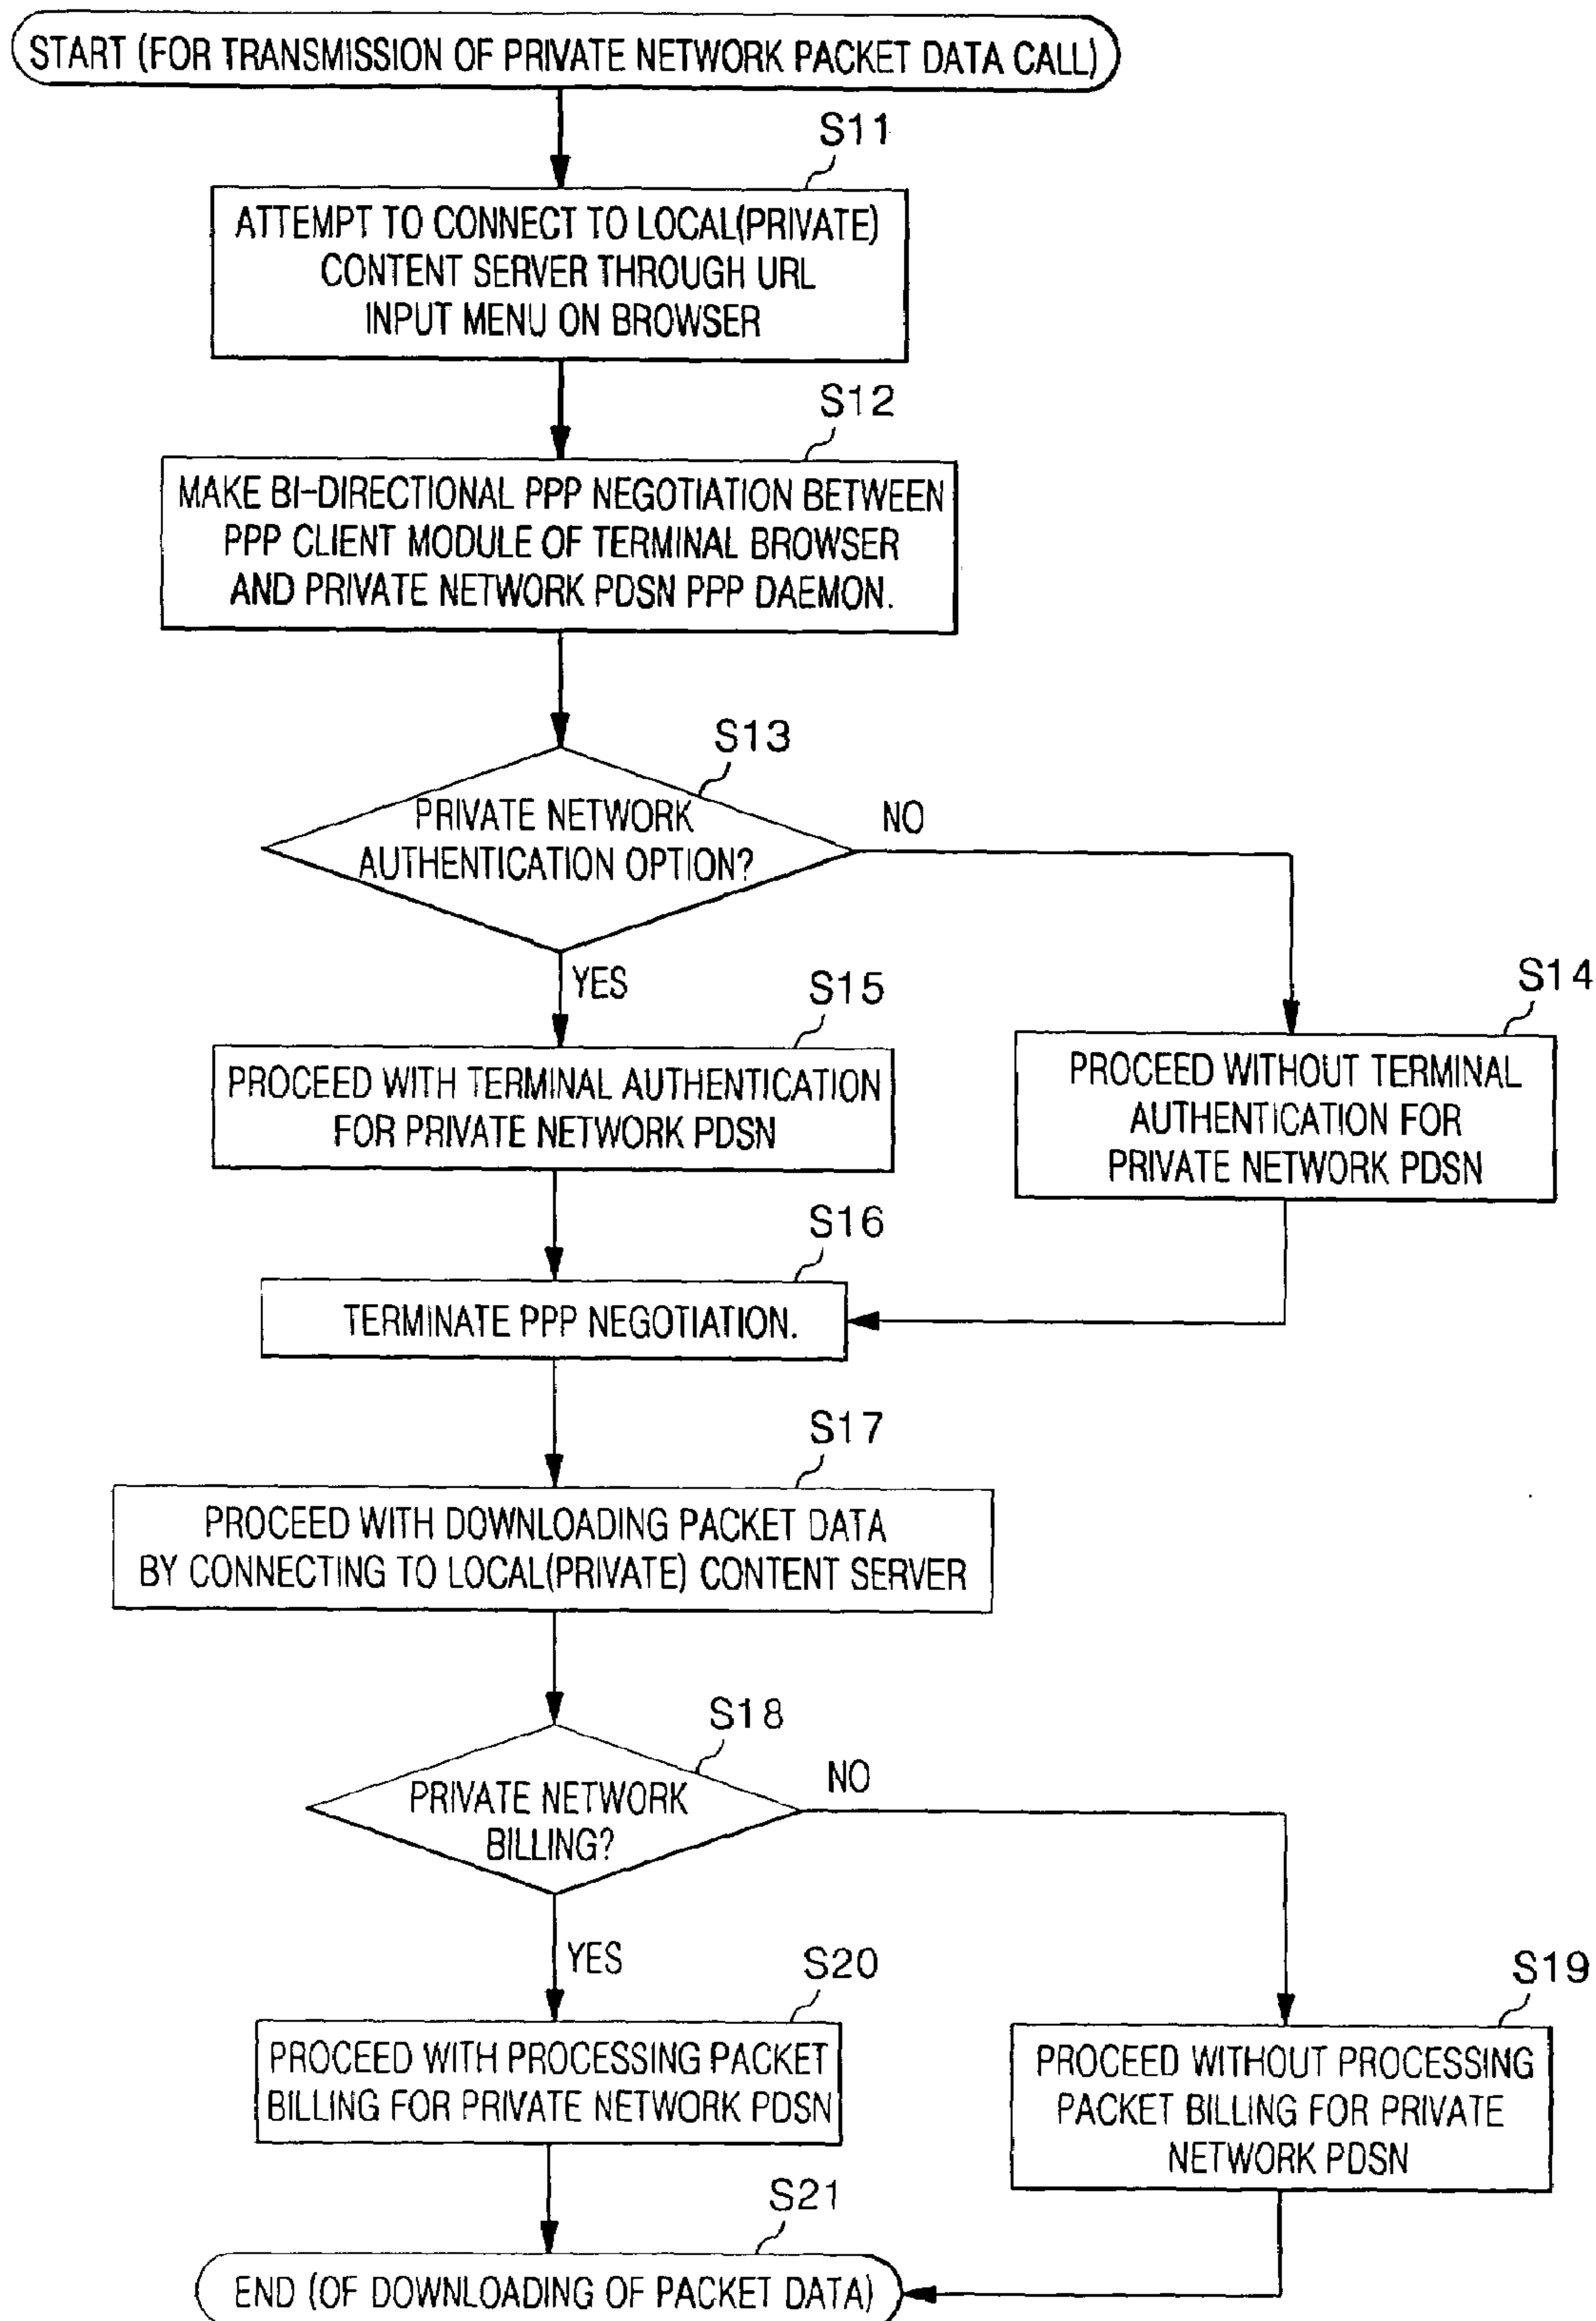 START (FOR TRANSMISSION OF PRIVATE NETWORK PACKET DATA CALL)
S11
ATTEMPT TO CONNECT TO LOCAL(PRIVATE)
CONTENT SERVER THROUGH URL
INPUT MENU ON BROWSER
S12
MAKE BI-DIRECTIONAL PPP NEGOTIATION BETWEEN
PPP CLIENT MODULE OF TERMINAL BROWSER
AND PRIVATE NETWORK PDSN PPP DAEMON.
S13
PRIVATE NETWORK
AUTHENTICATION OPTION?
NO
YES
S15
PROCEED WITH TERMINAL AUTHENTICATION
FOR PRIVATE NETWORK PDSN
S14
PROCEED WITHOUT TERMINAL
AUTHENTICATION FOR
PRIVATE NETWORK PDSN
S16
TERMINATE PPP NEGOTIATION.
S17
PROCEED WITH DOWNLOADING PACKET DATA
BY CONNECTING TO LOCAL(PRIVATE) CONTENT SERVER
S18
PRIVATE NETWORK
BILLING?
NO
YES
S20
PROCEED WITH PROCESSING PACKET
BILLING FOR PRIVATE NETWORK PDSN
S19
PROCEED WITHOUT PROCESSING
PACKET BILLING FOR PRIVATE
NETWORK PDSN
S21
END (OF DOWNLOADING OF PACKET DATA)